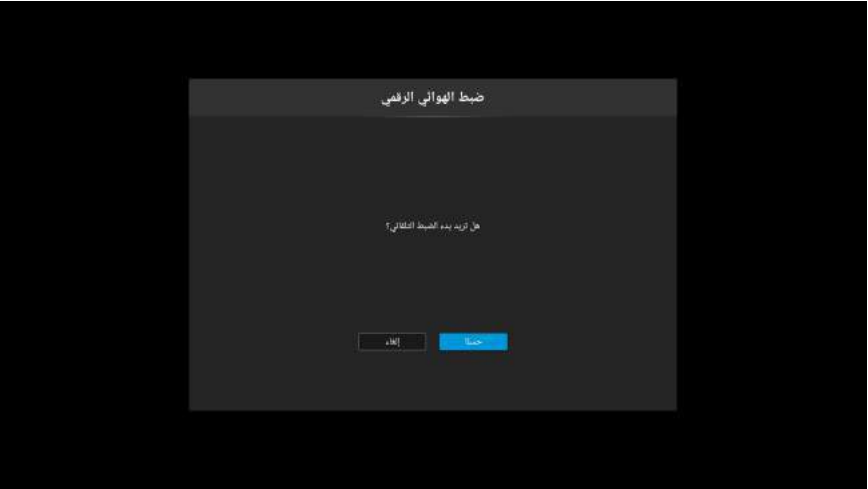 ضبط الهوائي الرقمي
هل تريد بدء الضبط التلقائي؟
حسنًا
إلغاء